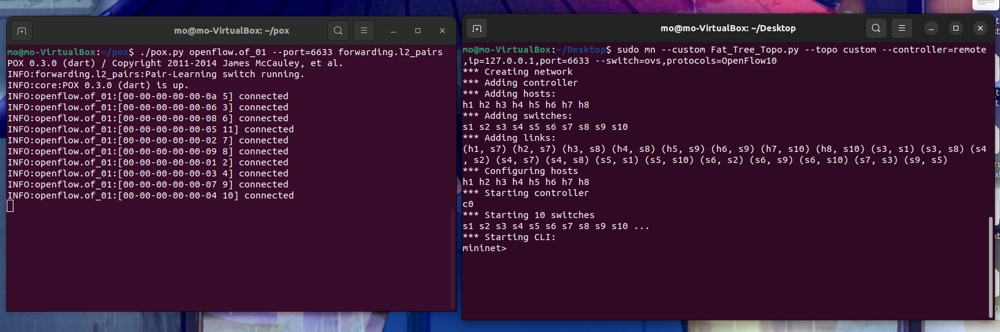 mo@mo-VirtualBox: ~/pox
mo@mo-VirtualBox:~/pox$ ./pox.py openflow.of_01 --port=6633 forwarding.l2_pairs
POX 0.3.0 (dart) / Copyright 2011-2014 James McCauley, et al.
INFO:forwarding.l2_pairs:Pair-Learning switch running.
INFO:core:POX 0.3.0 (dart) is up.
INFO:openflow.of_01:[00-00-00-00-00-0a 5] connected
INFO:openflow.of_01:[00-00-00-00-00-06 3] connected
INFO:openflow.of_01:[00-00-00-00-00-08 6] connected
INFO:openflow.of_01:[00-00-00-00-00-05 11] connected
INFO:openflow.of_01:[00-00-00-00-00-02 7] connected
INFO:openflow.of_01:[00-00-00-00-00-09 8] connected
INFO:openflow.of_01:[00-00-00-00-00-01 2] connected
INFO:openflow.of_01:[00-00-00-00-00-03 4] connected
INFO:openflow.of_01:[00-00-00-00-00-07 9] connected
INFO:openflow.of_01:[00-00-00-00-00-04 10] connected
mo@mo-VirtualBox: ~/Desktop
mo@mo-VirtualBox:~/Desktop$ sudo mn --custom Fat_Tree_Topo.py --topo custom --controller=remote
,ip=127.0.0.1,port=6633 --switch=ovs,protocols=OpenFlow10
*** Creating network
*** Adding controller
*** Adding hosts:
h1 h2 h3 h4 h5 h6 h7 h8
*** Adding switches:
s1 s2 s3 s4 s5 s6 s7 s8 s9 s10
*** Adding links:
(h1, s7) (h2, s7) (h3, s8) (h4, s8) (h5, s9) (h6, s9) (h7, s10) (h8, s10) (s3, s1) (s3, s8) (s4
, s2) (s4, s7) (s4, s8) (s5, s1) (s5, s10) (s6, s2) (s6, s9) (s6, s10) (s7, s3) (s9, s5)
*** Configuring hosts
h1 h2 h3 h4 h5 h6 h7 h8
*** Starting controller
c0
*** Starting 10 switches
s1 s2 s3 s4 s5 s6 s7 s8 s9 s10 ...
*** Starting CLI:
mininet>